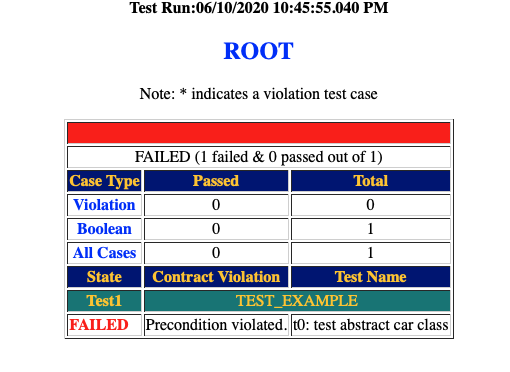 Test Run:06/10/2020 10:45:55.040 PM
ROOT
Note: * indicates a violation test case
FAILED (1 failed & 0 passed out of 1)
Case Type Passed Total
Violation 0 0
Boolean 0 1
All Cases 0 1
State Contract Violation Test Name
Test1 TEST_EXAMPLE
FAILED Precondition violated. t0: test abstract car class